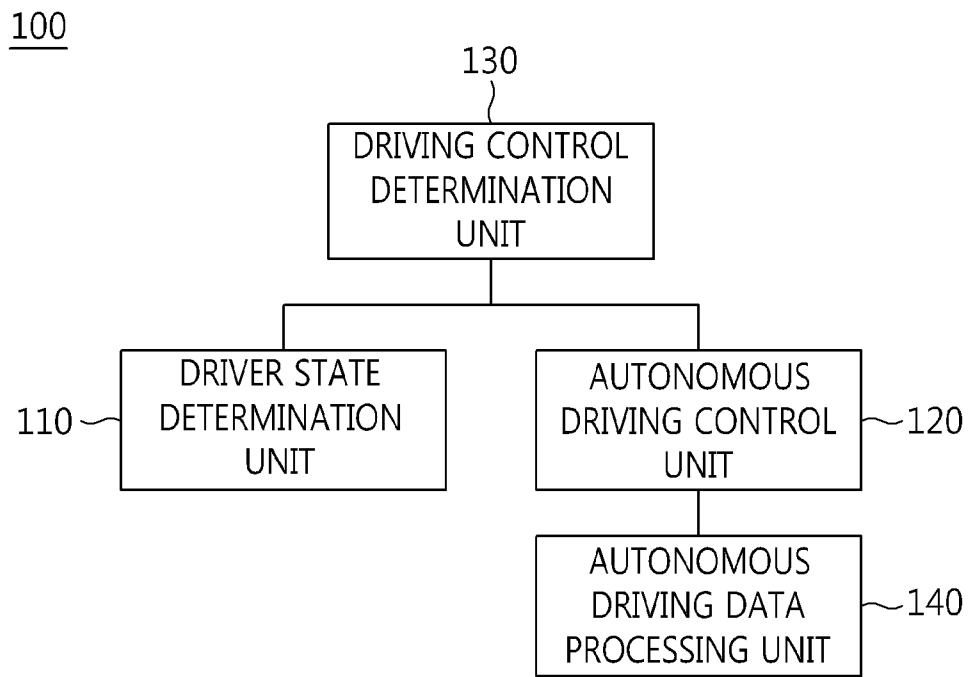 100
130
DRIVING CONTROL
DETERMINATION
UNIT
110
DRIVER STATE
DETERMINATION
UNIT
AUTONOMOUS
DRIVING CONTROL
UNIT
120
AUTONOMOUS
DRIVING DATA
PROCESSING UNIT
140